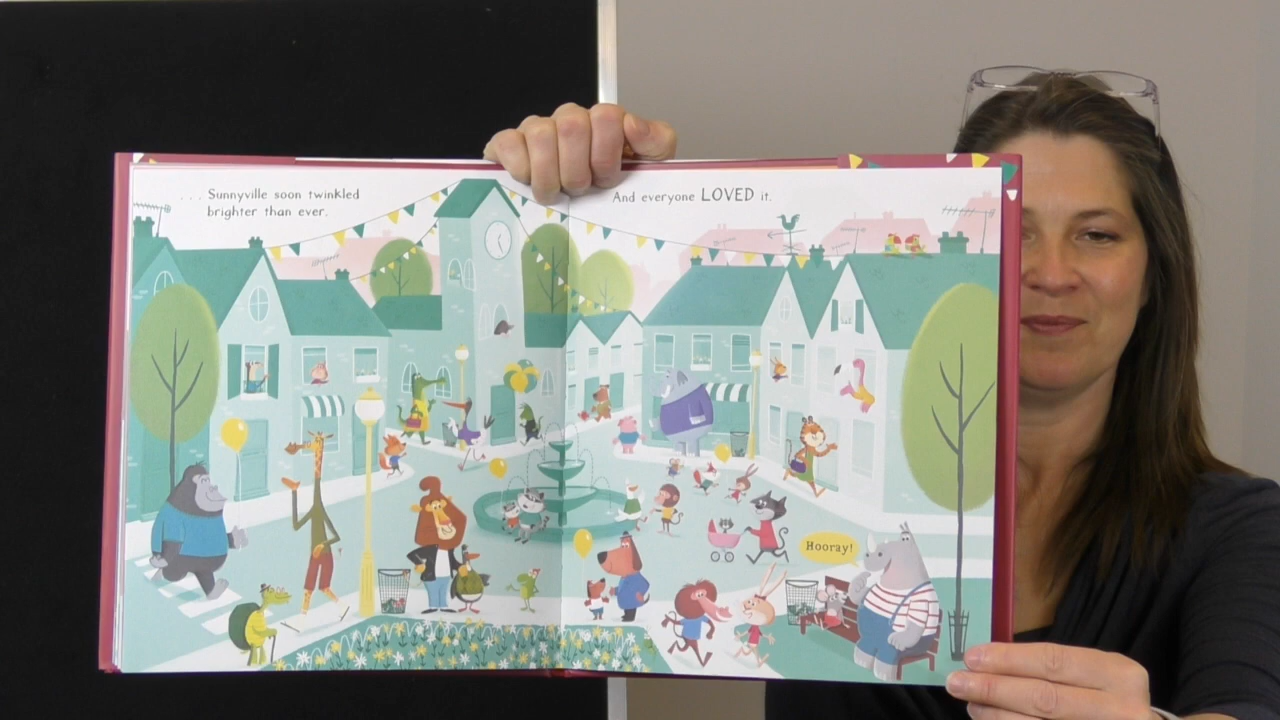 . . . Sunnyville soon twinkled
brighter than ever.
And everyone LOVED it.
Hooray!